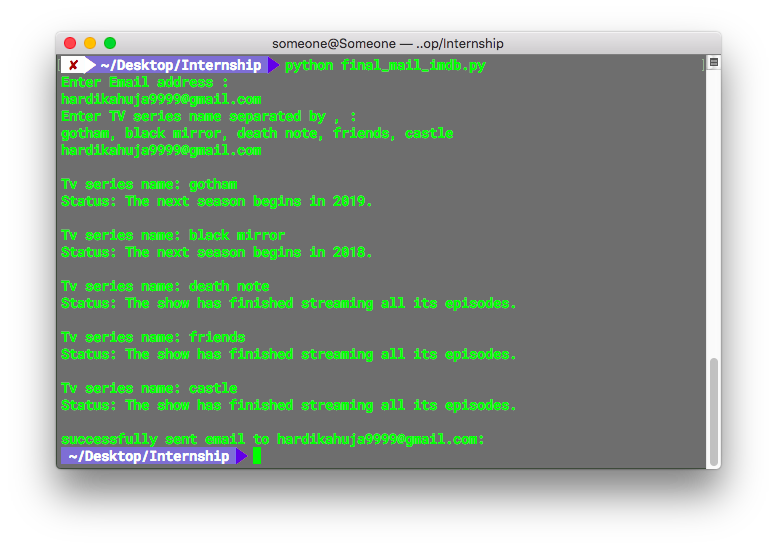 someone@Someone — ..op/Internship
✘ ~/Desktop/Internship python final_mail_imdb.py
Enter Email address :
hardikahuja9999@gmail.com
Enter TV series name separated by , :
gotham, black mirror, death note, friends, castle
hardikahuja9999@gmail.com
Tv series name: gotham
Status: The next season begins in 2019.
Tv series name: black mirror
Status: The next season begins in 2018.
Tv series name: death note
Status: The show has finished streaming all its episodes.
Tv series name: friends
Status: The show has finished streaming all its episodes.
Tv series name: castle
Status: The show has finished streaming all its episodes.
successfully sent email to hardikahuja9999@gmail.com:
~/Desktop/Internship